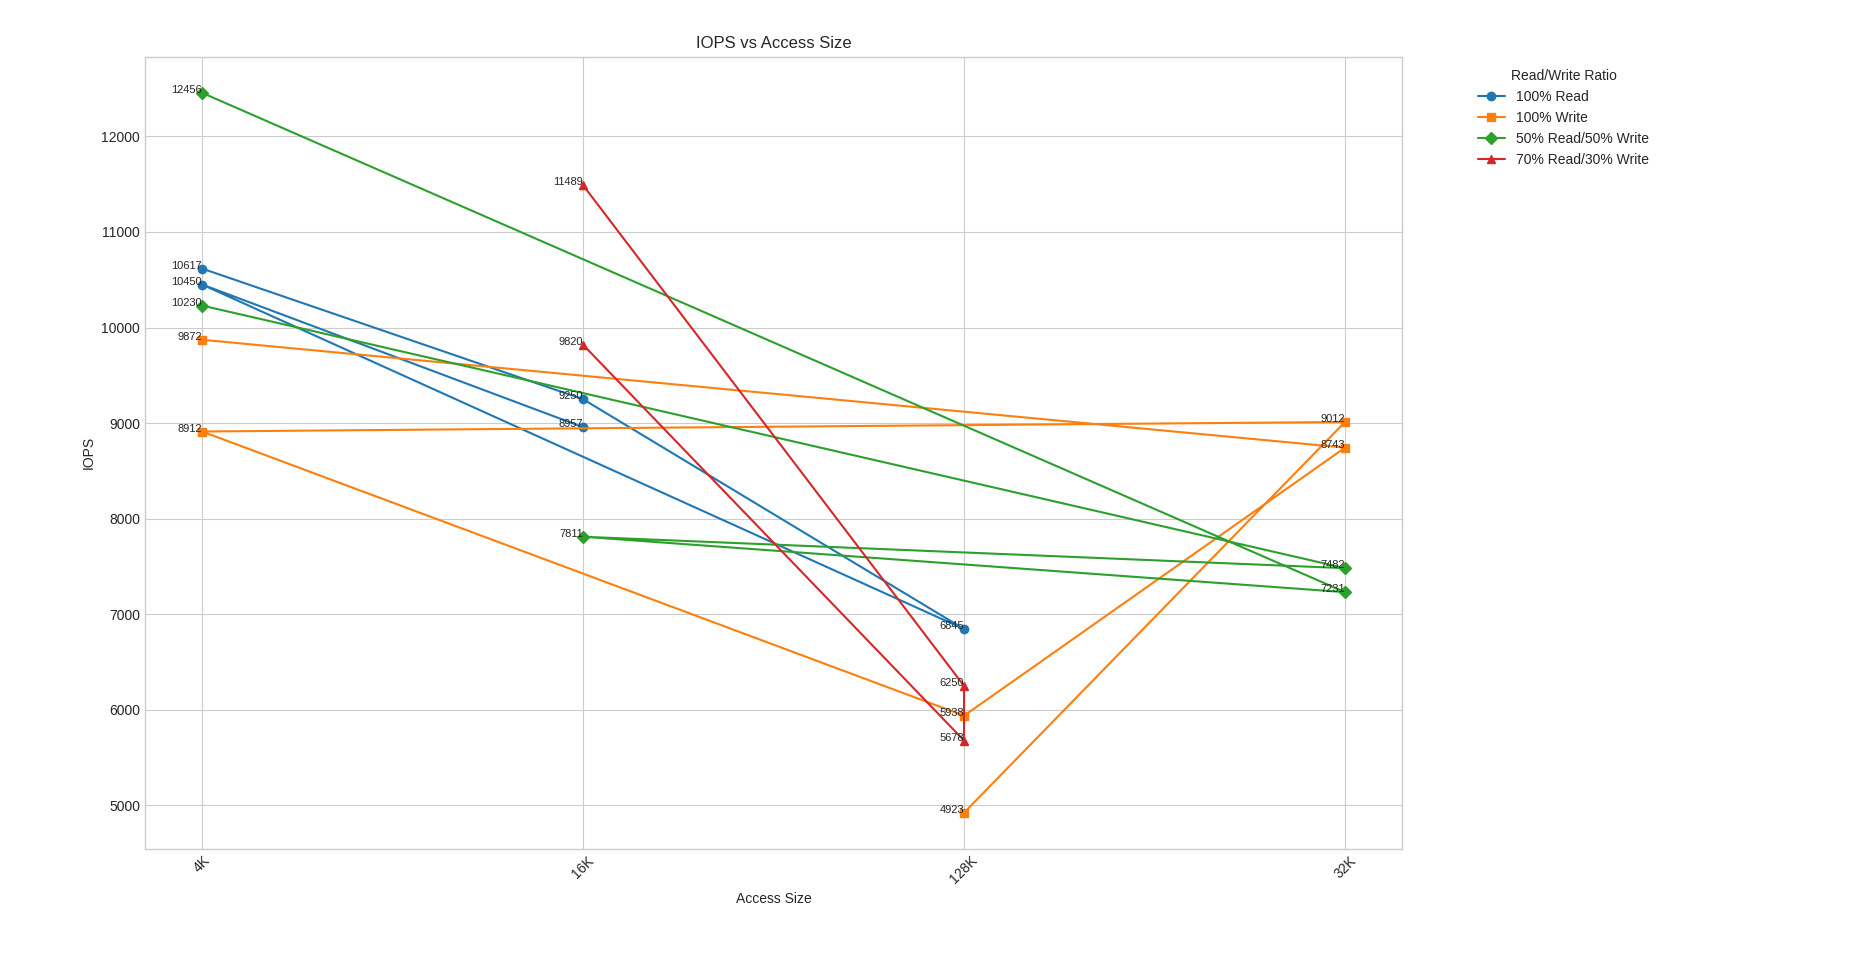 IOPS vs Access Size
Read/Write Ratio
100% Read
100% Write
50% Read/50% Write
70% Read/30% Write
IOPS
12000
11000
10000
9000
8000
7000
6000
5000
12456
10617
10450
10230
9872
8912
11489
9820
9250
8957
7811
6845
6250
5938
5678
4923
9012
8743
7482
7231
4K
16K
128K
32K
Access Size